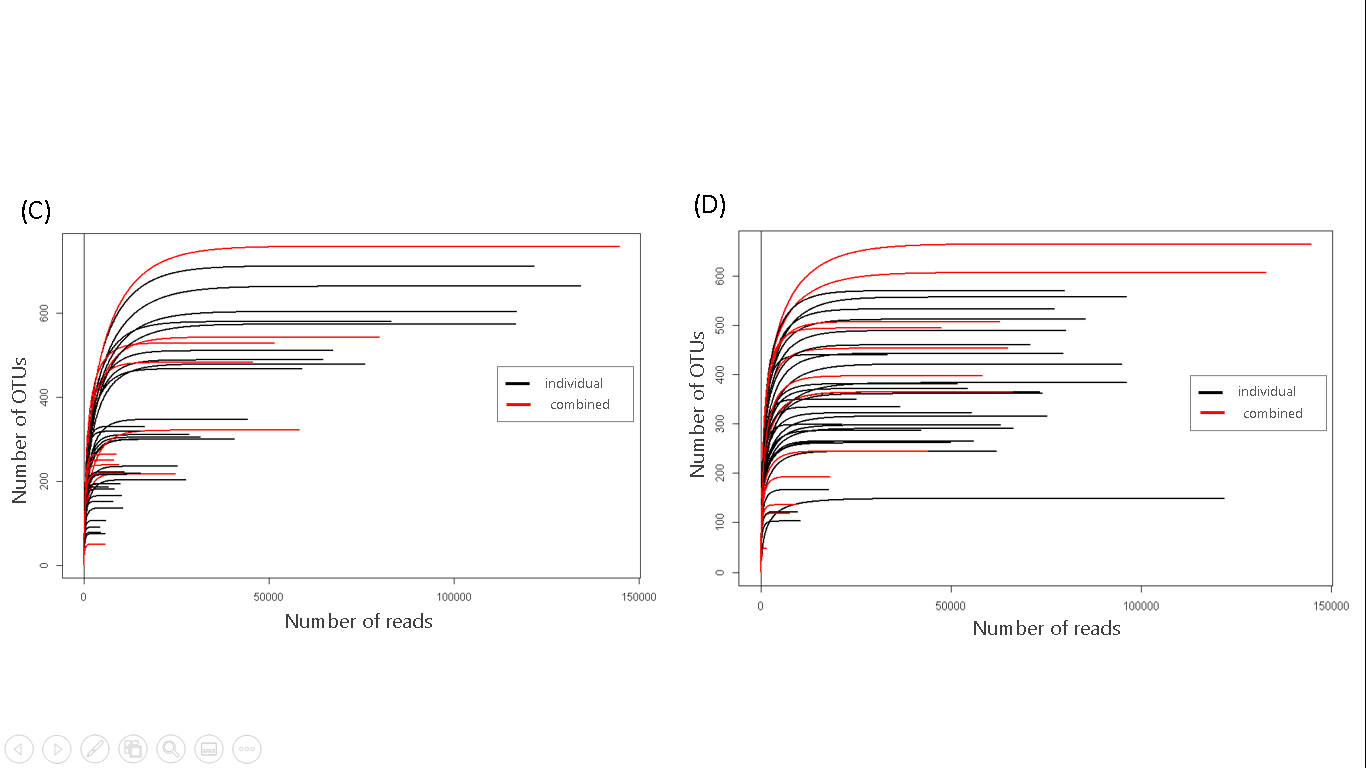 (C)
Number of OTUs
0
200
400
600
individual
combined
0
50000
100000
150000
Number of reads
(D)
Number of OTUs
0
100
200
300
400
500
600
individual
combined
0
50000
100000
150000
Number of reads